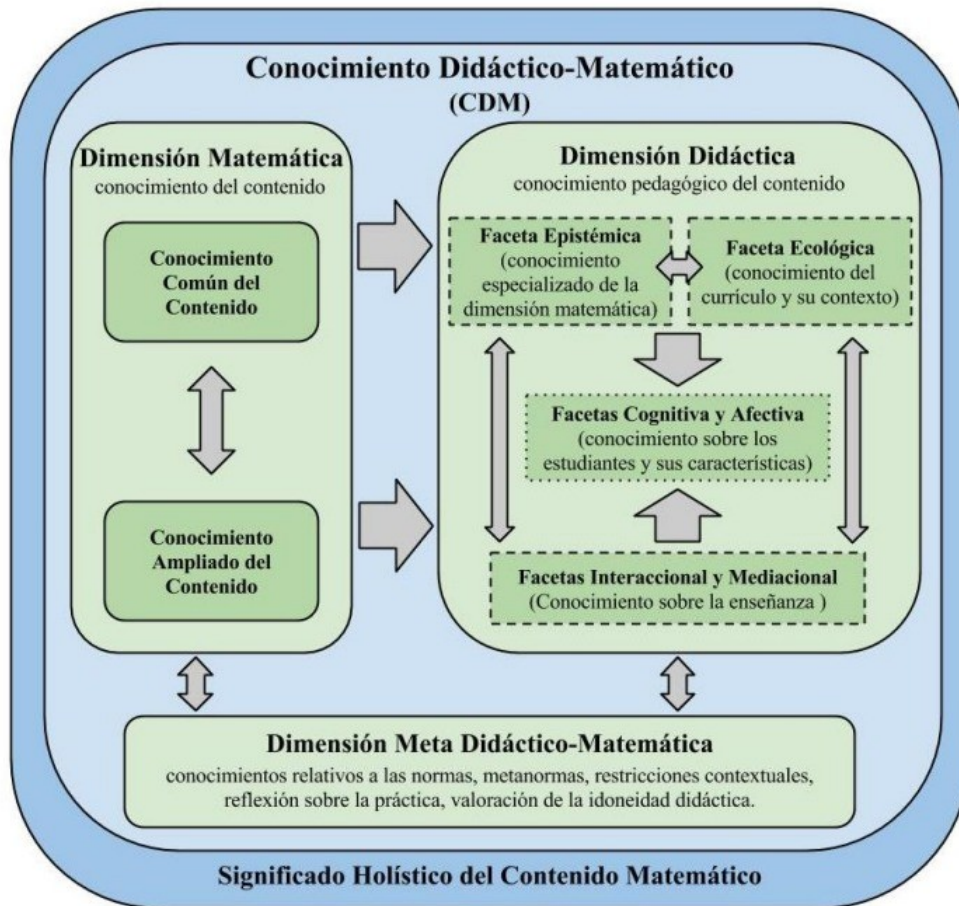 Conocimiento Didáctico-Matemático
(CDM)
Dimensión Matemática
conocimiento del contenido
Conocimiento
Común del
Contenido
Conocimiento
Ampliado del
Contenido
Dimensión Didáctica
conocimiento pedagógico del contenido
Faceta Epistémica
(conocimiento
especializado de la
dimensión matemática)
Faceta Ecológica
(conocimiento del
currículo y su contexto)
Facetas Cognitiva y Afectiva
(conocimiento sobre los
estudiantes y sus características)
Facetas Interaccional y Mediacional
(Conocimiento sobre la enseñanza )
Dimensión Meta Didáctico-Matemática
conocimientos relativos a las normas, metanormas, restricciones contextuales,
reflexión sobre la práctica, valoración de la idoneidad didáctica.
Significado Holístico del Contenido Matemático